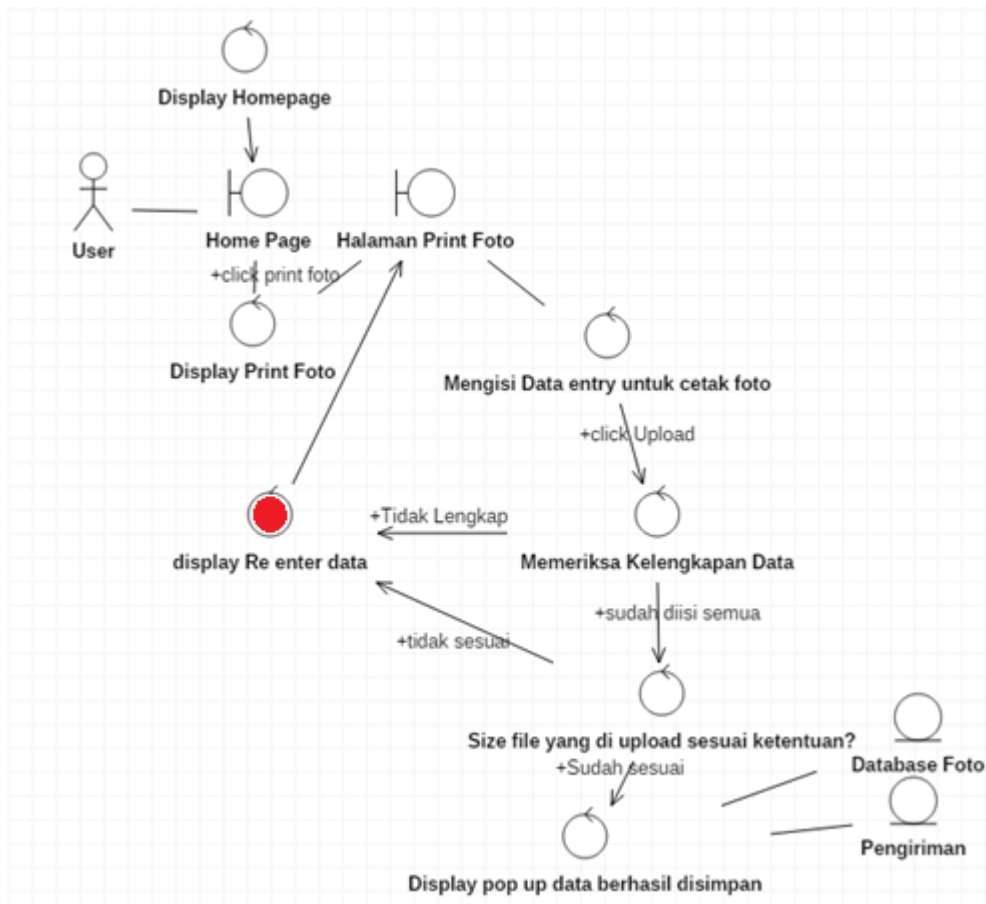 Display Homepage
User
Home Page
Halaman Print Foto
+click print foto
Display Print Foto
Mengisi Data entry untuk cetak foto
+click Upload
+Tidak Lengkap
display Re enter data
Memeriksa Kelengkapan Data
+sudah diisi semua
+tidak sesuai
Size file yang di upload sesuai ketentuan?
+Sudah sesuai
Database Foto
Pengiriman
Display pop up data berhasil disimpan